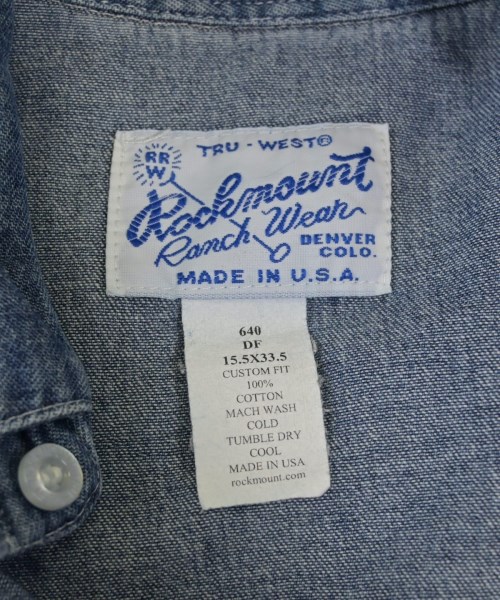 TRU-WEST®
RRW
Rockmount
Ranch Wear
DENVER
COLO.
MADE IN U.S.A.
640
DF
15.5X33.5
CUSTOM FIT
100%
COTTON
MACH WASH
COLD
TUMBLE DRY
COOL
MADE IN USA
rockmount.com